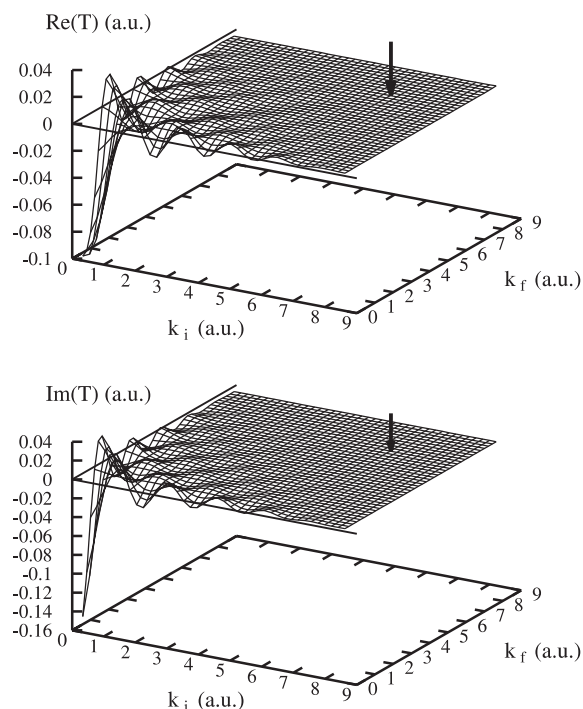 Re(T) (a.u.)
0.04
0.02
0
-0.02
-0.04
-0.06
-0.08
-0.1
0 1 2 3 4 5 6 7 8 9
k i (a.u.)
0 1 2 3 4 5 6 7 8 9
k f (a.u.)
Im(T) (a.u.)
0.04
0.02
0
-0.02
-0.04
-0.06
-0.08
-0.1
-0.12
-0.14
-0.16
0 1 2 3 4 5 6 7 8 9
k i (a.u.)
0 1 2 3 4 5 6 7 8 9
k f (a.u.)